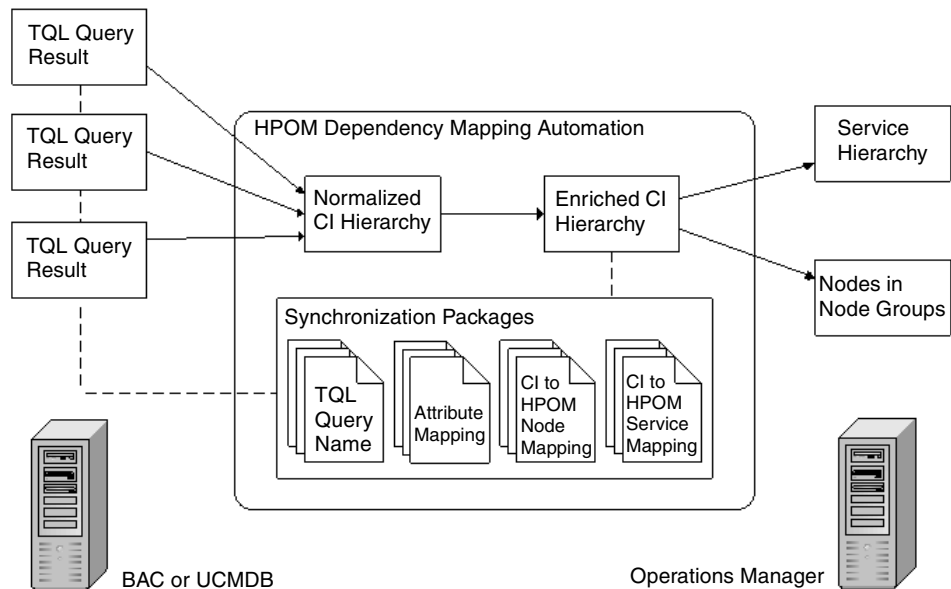 TQL Query
Result
TQL Query
Result
TQL Query
Result
HPOM Dependency Mapping Automation
Normalized
CI Hierarchy
Enriched CI
Hierarchy
Service
Hierarchy
Nodes in
Node Groups
Synchronization Packages
TQL
Query
Name
Attribute
Mapping
CI to
HPOM
Node
Mapping
CI to
HPOM
Service
Mapping
BAC or UCMDB
Operations Manager